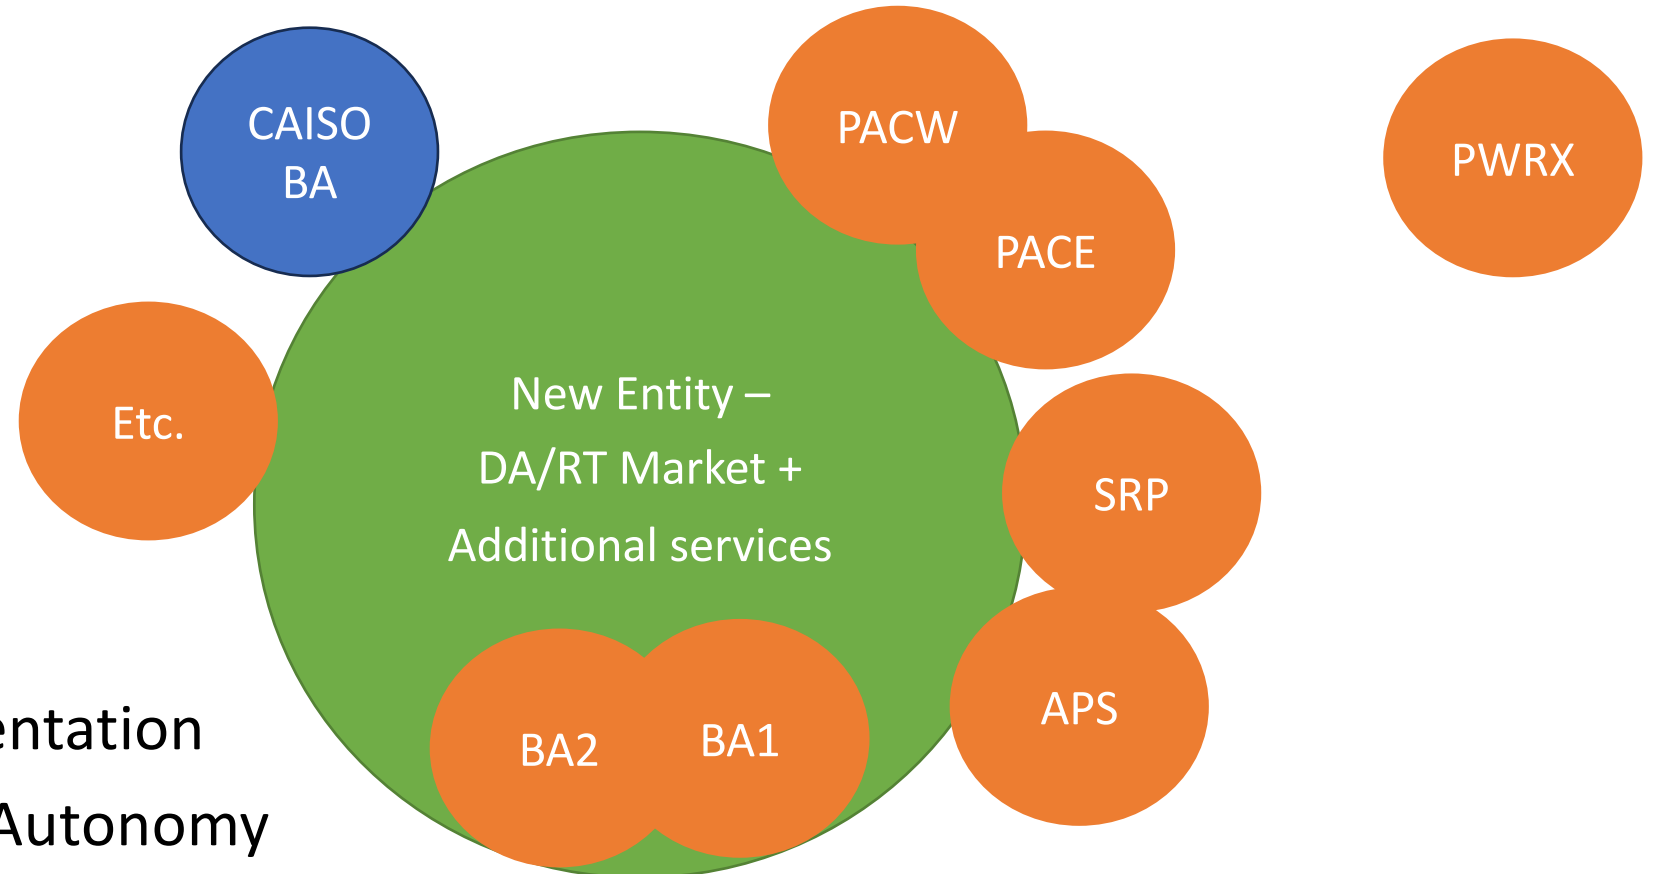 CAISO
BA
PACW
PWRX
PACE
Etc.
New Entity –
DA/RT Market +
Additional services
SRP
APS
BA2
BA1
entation
Autonomy